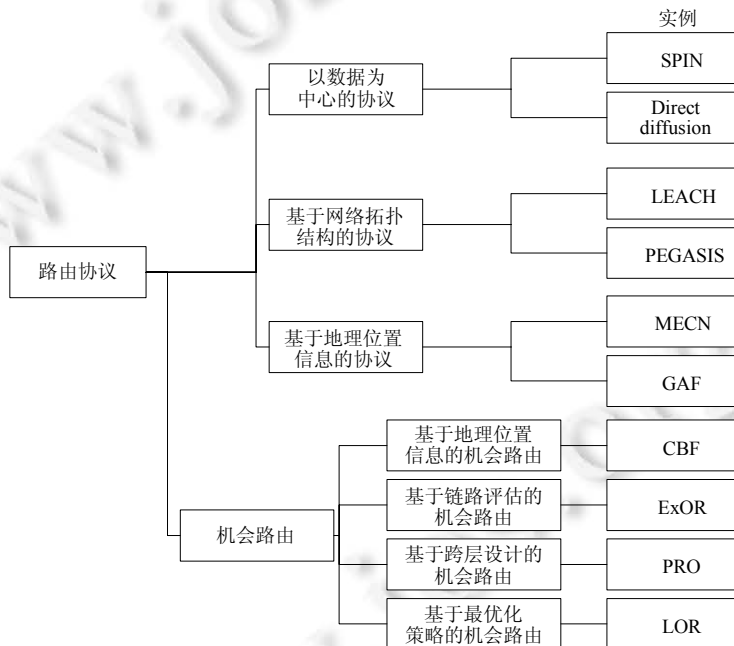 实例
以数据为
中心的协议
SPIN
Direct
diffusion
基于网络拓扑
结构的协议
LEACH
PEGASIS
路由协议
基于地理位置
信息的协议
MECN
GAF
机会路由
基于地理位置
信息的机会路由
CBF
基于链路评估的
机会路由
ExOR
基于跨层设计的
机会路由
PRO
基于最优化
策略的机会路由
LOR
www.jo